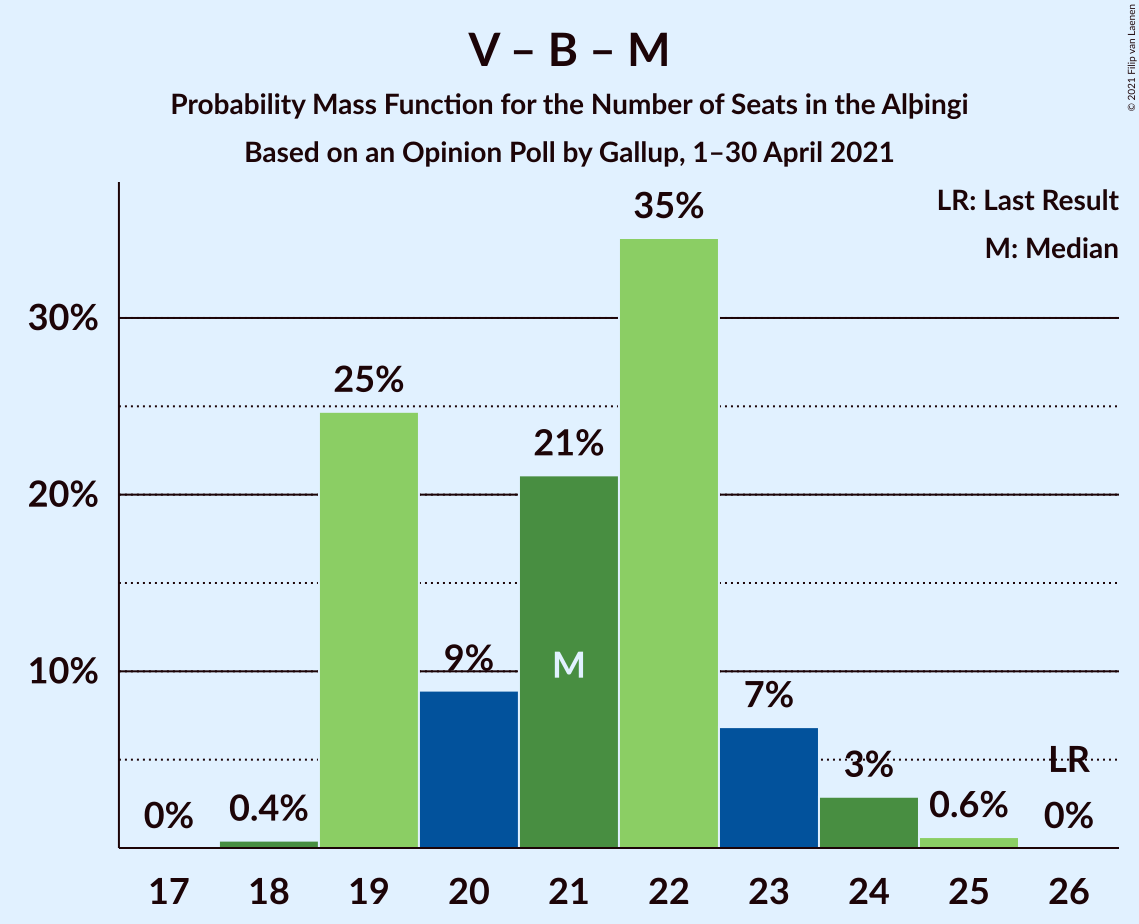 V – B – M
Probability Mass Function for the Number of Seats in the Alþingi
Based on an Opinion Poll by Gallup, 1–30 April 2021
© 2021 Filip van Laenen
LR: Last Result
M: Median
35%
30%
25%
21%
20%
10%
9%
M
7%
3%
LR
0%
0.4%
0.6%
0%
17 18 19 20 21 22 23 24 25 26